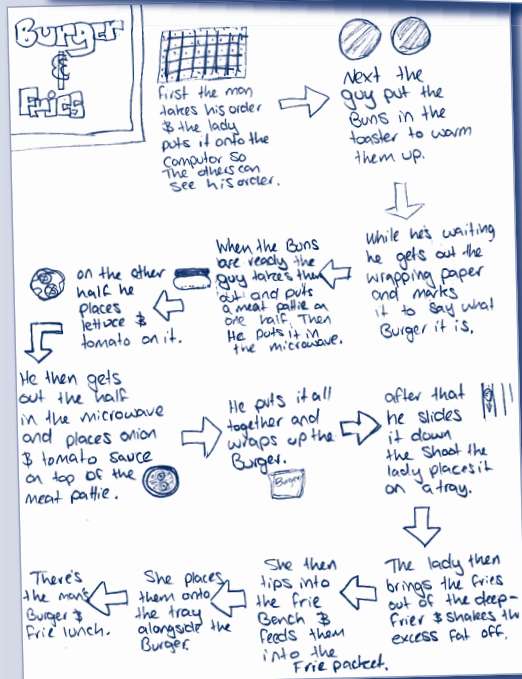 Burger
&
Fries
First the man
takes his order
& the lady
puts it onto the
Computor so
The others can
see his order.
Next the
guy put the
Buns in the
toaster to warm
them up.
While he's waiting
he gets out the
wrapping paper
and marks
it to say what
Burger it is.
When the Buns
are ready the
guy takes them
out and puts
a meat pattie on
one half. Then
He puts it in
the microwave.
on the other
half he
places
lettuce &
tomato on it.
He then gets
out the half
in the microwave
and places onion
& tomato sauce
on top of the
meat pattie.
He puts it all
together and
wraps up the
Burger.
Burger
after that
he slides
it down
the Shoot the
lady places it
on a tray.
The lady then
brings the fries
out of the deep-
frier & shakes the
excess fat off.
She then
tips into
the frie
Bench &
feeds them
into the
Frie packet.
She places
them onto
the tray
alongside the
Burger.
There's
the mans
Burger &
Frie lunch.